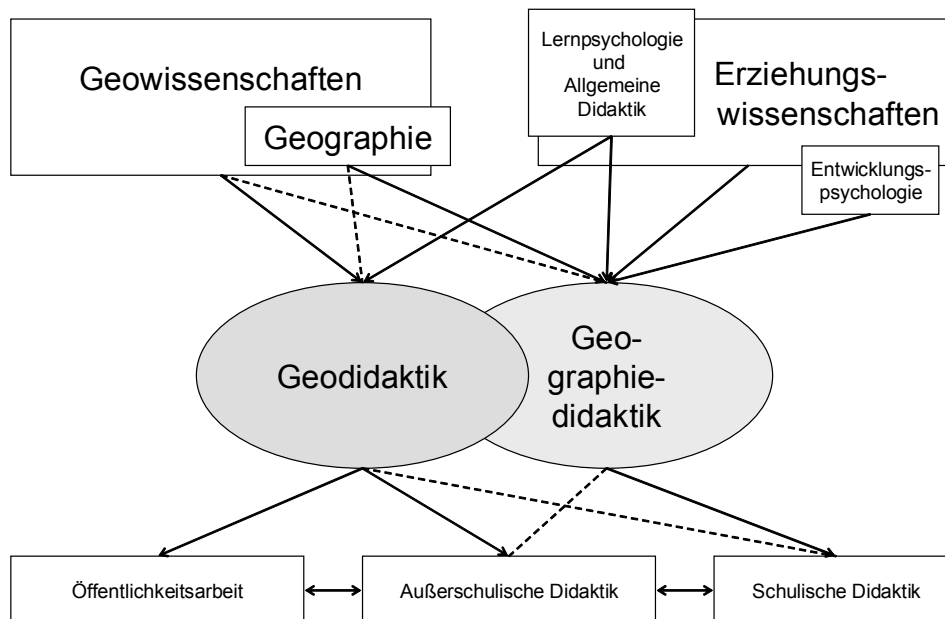 Geowissenschaften
Geographie
Lernpsychologie
und
Allgemeine
Didaktik
Erziehungs-
wissenschaften
Entwicklungs-
psychologie
Geodidaktik
Geo-
graphie-
didaktik
Öffentlichkeitsarbeit
Außerschulische Didaktik
Schulische Didaktik